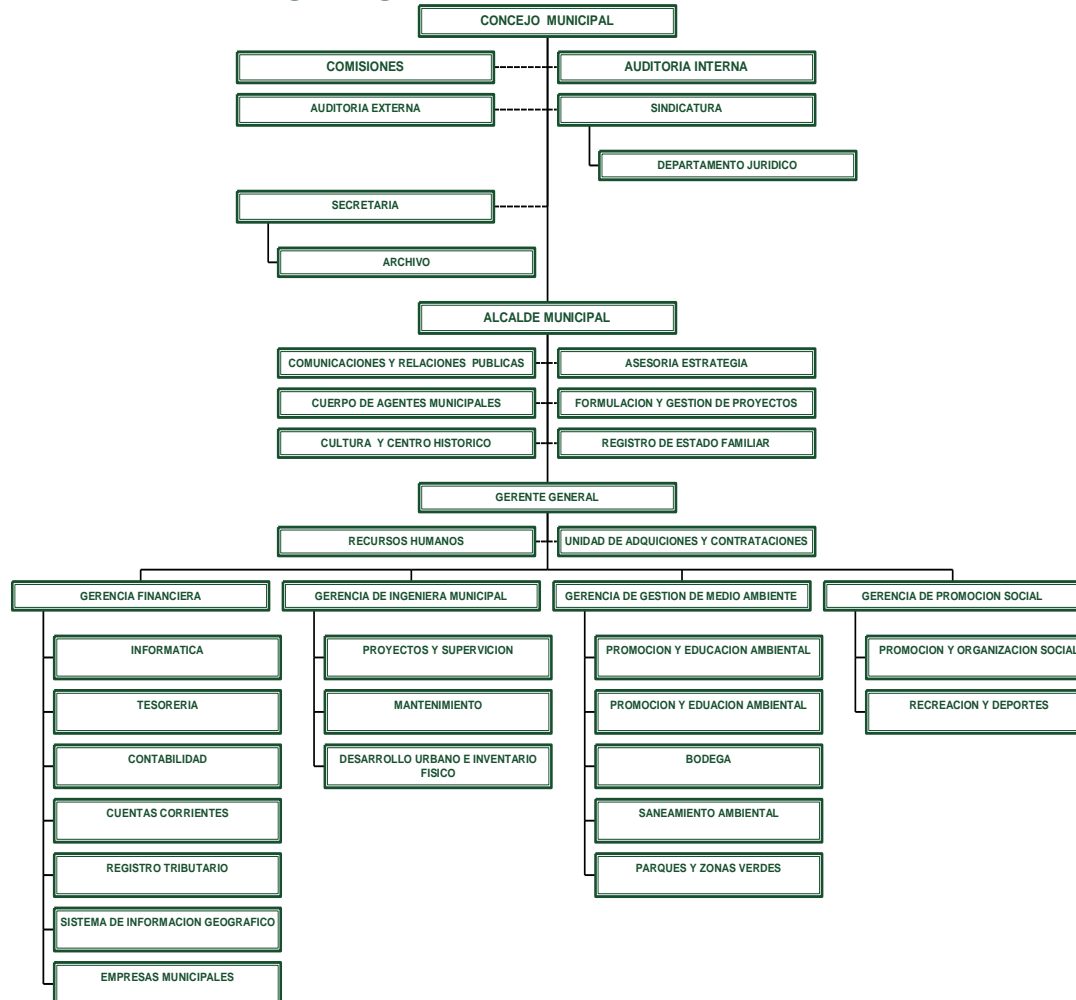 CONCEJO MUNICIPAL
COMISIONES
AUDITORIA INTERNA
AUDITORIA EXTERNA
SINDICATURA
DEPARTAMENTO JURIDICO
SECRETARIA
ARCHIVO
ALCALDE MUNICIPAL
COMUNICACIONES Y RELACIONES PUBLICAS
ASESORIA ESTRATEGIA
CUERPO DE AGENTES MUNICIPALES
FORMULACION Y GESTION DE PROYECTOS
CULTURA Y CENTRO HISTORICO
REGISTRO DE ESTADO FAMILIAR
GERENTE GENERAL
RECURSOS HUMANOS
UNIDAD DE ADQUICIONES Y CONTRATACIONES
GERENCIA FINANCIERA
GERENCIA DE INGENIERA MUNICIPAL
GERENCIA DE GESTION DE MEDIO AMBIENTE
GERENCIA DE PROMOCION SOCIAL
INFORMATICA
TESORERIA
CONTABILIDAD
CUENTAS CORRIENTES
REGISTRO TRIBUTARIO
SISTEMA DE INFORMACION GEOGRAFICO
EMPRESAS MUNICIPALES
PROYECTOS Y SUPERVICION
MANTENIMIENTO
DESARROLLO URBANO E INVENTARIO
FISICO
PROMOCION Y EDUCACION AMBIENTAL
PROMOCION Y EDUACION AMBIENTAL
BODEGA
SANEAMIENTO AMBIENTAL
PARQUES Y ZONAS VERDES
PROMOCION Y ORGANIZACION SOCIAL
RECREACION Y DEPORTES